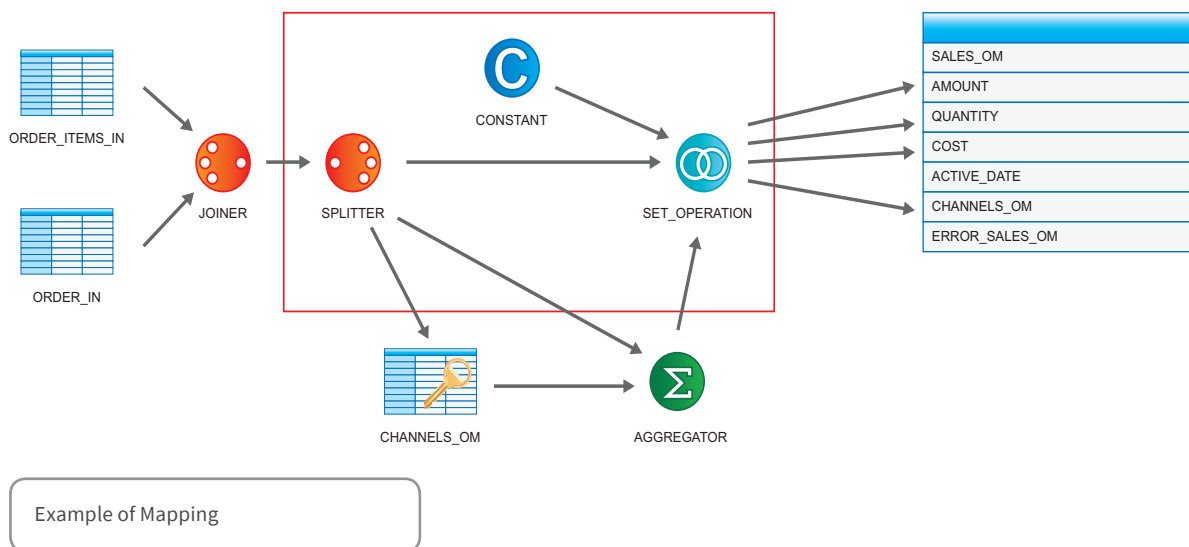 ORDER_ITEMS_IN
ORDER_IN
JOINER
SPLITTER
C
CONSTANT
SET_OPERATION
CHANNELS_OM
Σ
AGGREGATOR
SALES_OM
AMOUNT
QUANTITY
COST
ACTIVE_DATE
CHANNELS_OM
ERROR_SALES_OM
Example of Mapping